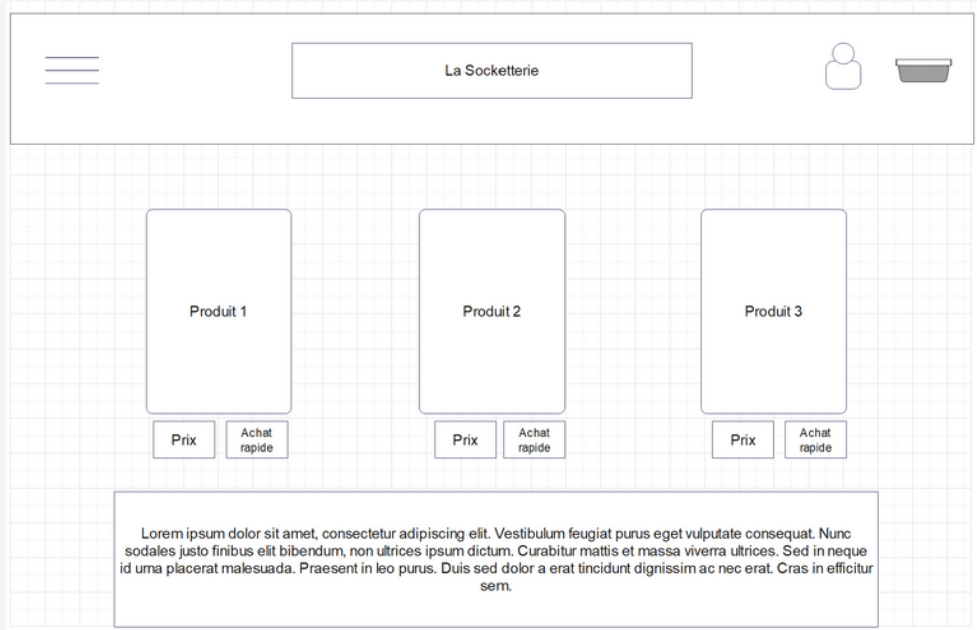 La Socketterie
Produit 1
Produit 2
Produit 3
Prix
Achat
rapide
Prix
Achat
rapide
Prix
Achat
rapide
Lorem ipsum dolor sit amet, consectetur adipiscing elit. Vestibulum feugiat purus eget vulputate consequat. Nunc
sodales justo finibus elit bibendum, non ultrices ipsum dictum. Curabitur mattis et massa viverra ultrices. Sed in neque
id urna placerat malesuada. Praesent in leo purus. Duis sed dolor a erat tincidunt dignissim ac nec erat. Cras in efficitur
sem.